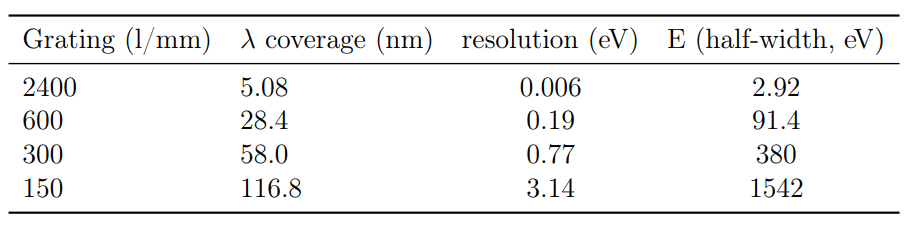 Grating (l/mm) λ coverage (nm) resolution (eV) E (half-width, eV)
2400 5.08 0.006 2.92
600 28.4 0.19 91.4
300 58.0 0.77 380
150 116.8 3.14 1542